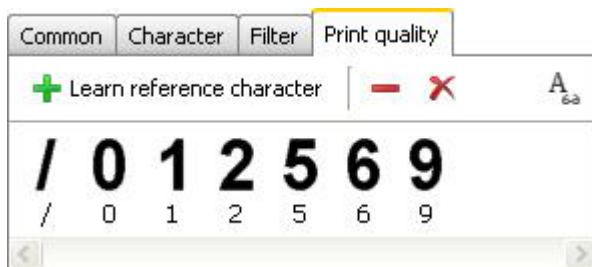 Common Character Filter Print quality
Learn reference character
/ 0 1 2 5 6 9
/ 0 1 2 5 6 9